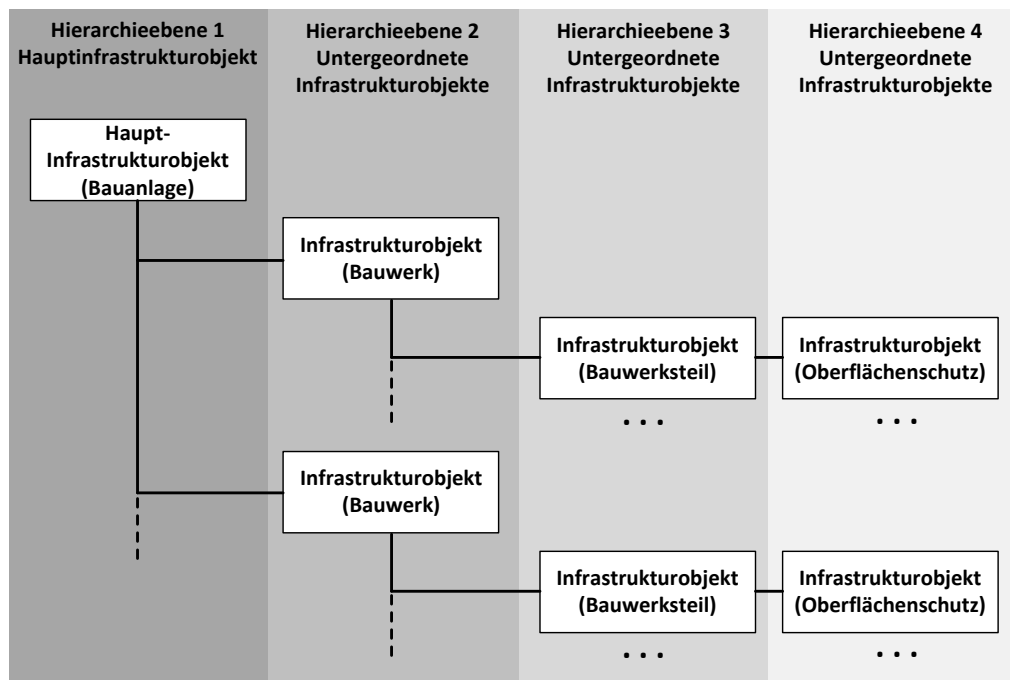 Hierarchieebene 1
Hauptinfrastrukturobjekt
Hierarchieebene 2
Untergeordnete
Infrastrukturobjekte
Hierarchieebene 3
Untergeordnete
Infrastrukturobjekte
Hierarchieebene 4
Untergeordnete
Infrastrukturobjekte
Haupt-
Infrastrukturobjekt
(Bauanlage)
Infrastrukturobjekt
(Bauwerk)
Infrastrukturobjekt
(Bauwerksteil)
Infrastrukturobjekt
(Oberflächenschutz)
. . .
. . .
Infrastrukturobjekt
(Bauwerk)
Infrastrukturobjekt
(Bauwerksteil)
Infrastrukturobjekt
(Oberflächenschutz)
. . .
. . .